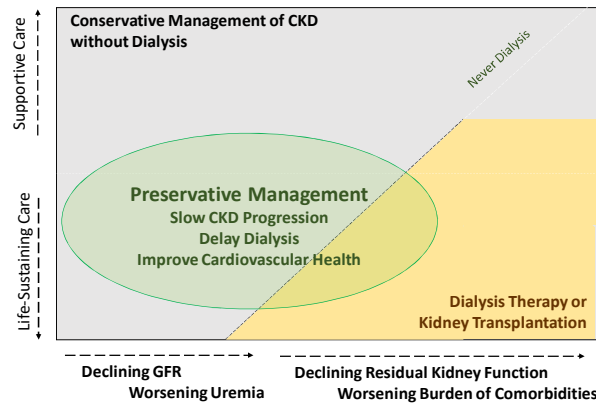 Conservative Management of CKD
without Dialysis
Never Dialysis
Supportive Care
Life-Sustaining Care
Preservative Management
Slow CKD Progression
Delay Dialysis
Improve Cardiovascular Health
Dialysis Therapy or
Kidney Transplantation
Declining GFR
Worsening Uremia
Declining Residual Kidney Function
Worsening Burden of Comorbidities